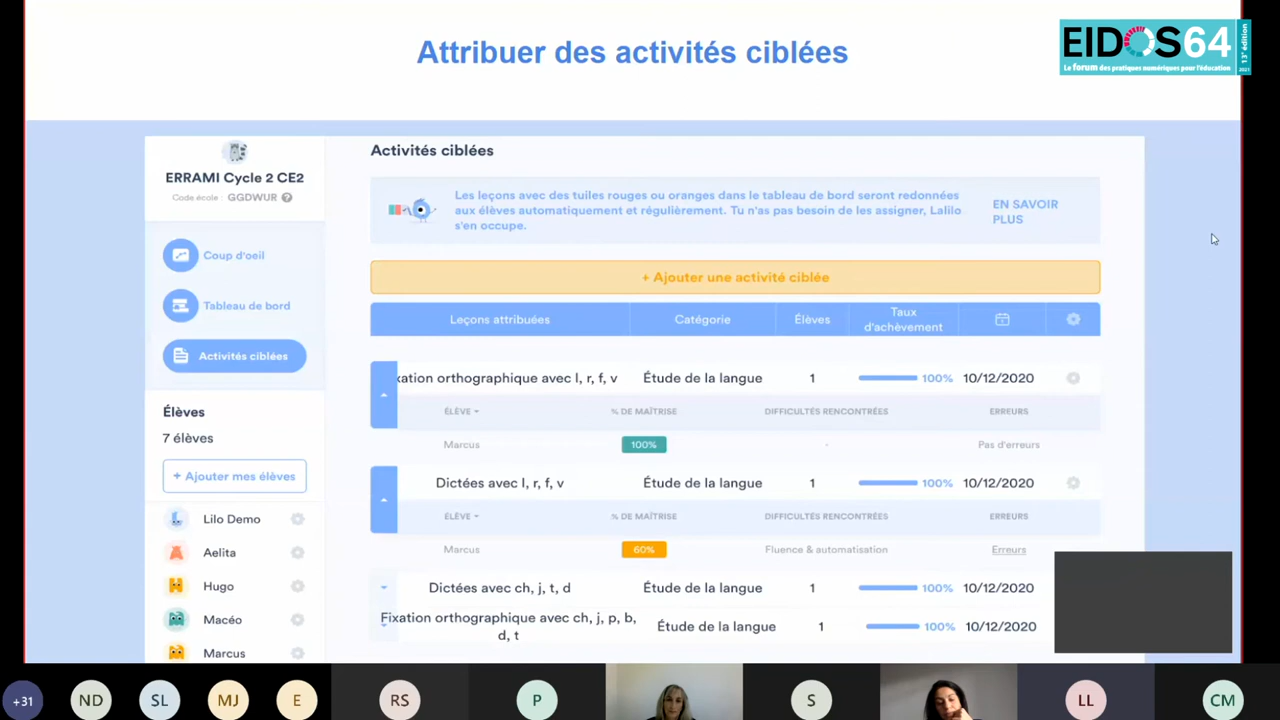 Attribuer des activités ciblées
EIDOS64
Le forum des pratiques numériques pour l'éducation
13e édition
2021
ERRAMI Cycle 2 CE2
Code école : GGDWUR ?
Coup d'oeil
Tableau de bord
Activités ciblées
Élèves
7 élèves
+ Ajouter mes élèves
Lilo Demo
Aelita
Hugo
Macéo
Marcus
Activités ciblées
Les leçons avec des tuiles rouges ou oranges dans le tableau de bord seront redonnées
aux élèves automatiquement et régulièrement. Tu n'as pas besoin de les assigner, Lalilo
s'en occupe.
EN SAVOIR
PLUS
+ Ajouter une activité ciblée
Leçons attribuées Catégorie Élèves Taux
d'achèvement
xation orthographique avec l, r, f, v Étude de la langue 1 100% 10/12/2020
ÉLÈVE % DE MAÎTRISE DIFFICULTÉS RENCONTRÉES ERREURS
Marcus 100% - Pas d'erreurs
Dictées avec l, r, f, v Étude de la langue 1 100% 10/12/2020
ÉLÈVE % DE MAÎTRISE DIFFICULTÉS RENCONTRÉES ERREURS
Marcus 60% Fluence & automatisation Erreurs
Dictées avec ch, j, t, d Étude de la langue 1 100% 10/12/2020
Fixation orthographique avec ch, j, p, b,
d, t Étude de la langue 1 100% 10/12/2020
+31 ND SL MJ E RS P S LL CM